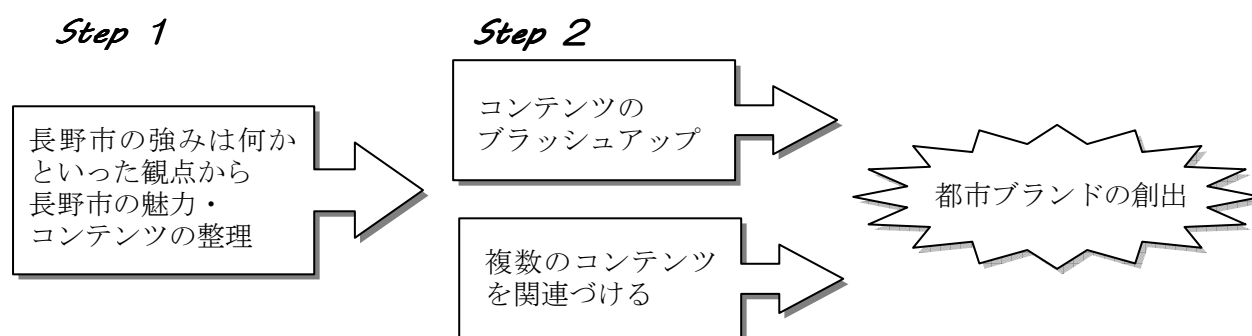 Step 1
長野市の強みは何か
といった観点から
長野市の魅力・
コンテンツの整理
Step 2
コンテンツの
ブラッシュアップ
複数のコンテンツ
を関連づける
都市ブランドの創出